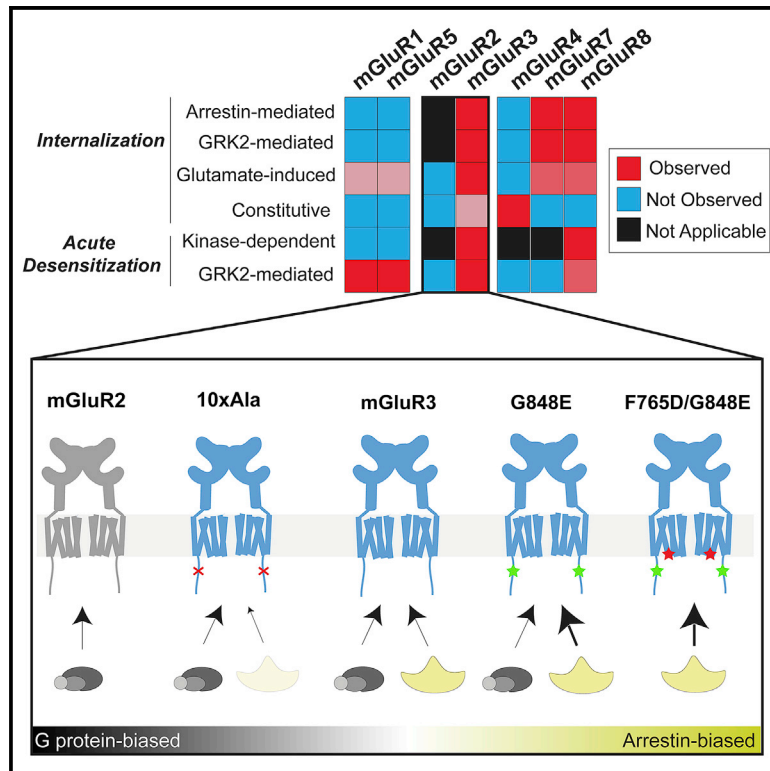 mGluR1
mGluR5
mGluR2
mGluR3
mGluR4
mGluR7
mGluR8
Internalization
Arrestin-mediated
GRK2-mediated
Glutamate-induced
Constitutive
Acute
Desensitization
Kinase-dependent
GRK2-mediated
Observed
Not Observed
Not Applicable
mGluR2
10xAla
mGluR3
G848E
F765D/G848E
G protein-biased
Arrestin-biased